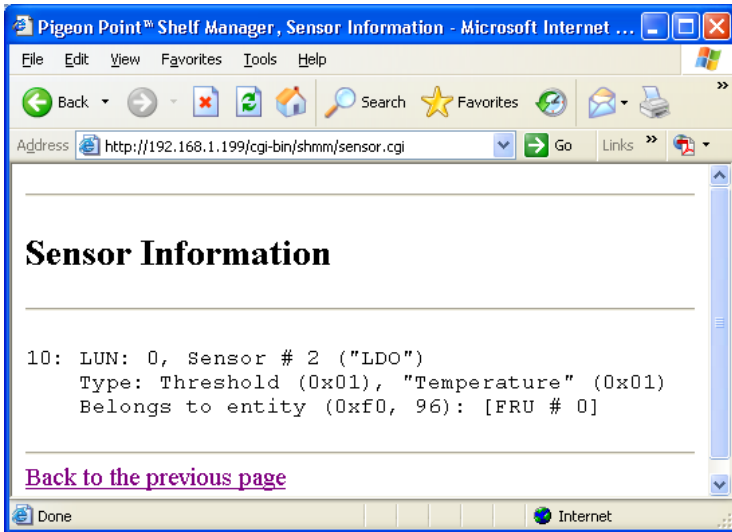 Pigeon Point™ Shelf Manager, Sensor Information - Microsoft Internet ...
File Edit View Favorites Tools Help
Back Search Favorites »
Address http://192.168.1.199/cgi-bin/shmm/sensor.cgi Go Links »
Sensor Information
10: LUN: 0, Sensor # 2 ("LDO")
Type: Threshold (0x01), "Temperature" (0x01)
Belongs to entity (0xf0, 96): [FRU # 0]
Back to the previous page
Done Internet